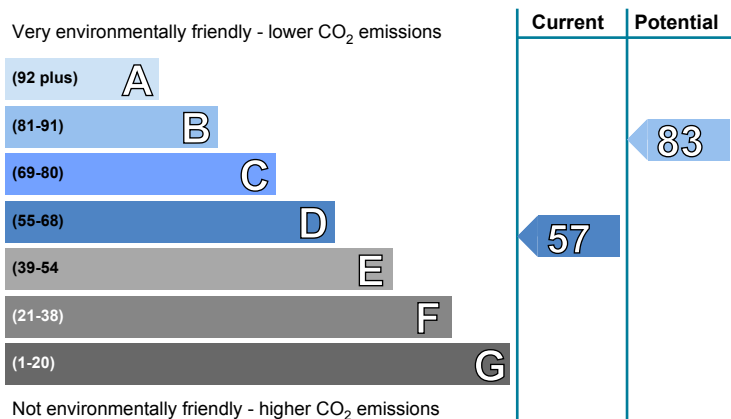 Very environmentally friendly - lower CO₂ emissions
Current
Potential
(92 plus) A
(81-91) B
83
(69-80) C
(55-68) D
57
(39-54 E
(21-38) F
(1-20) G
Not environmentally friendly - higher CO₂ emissions